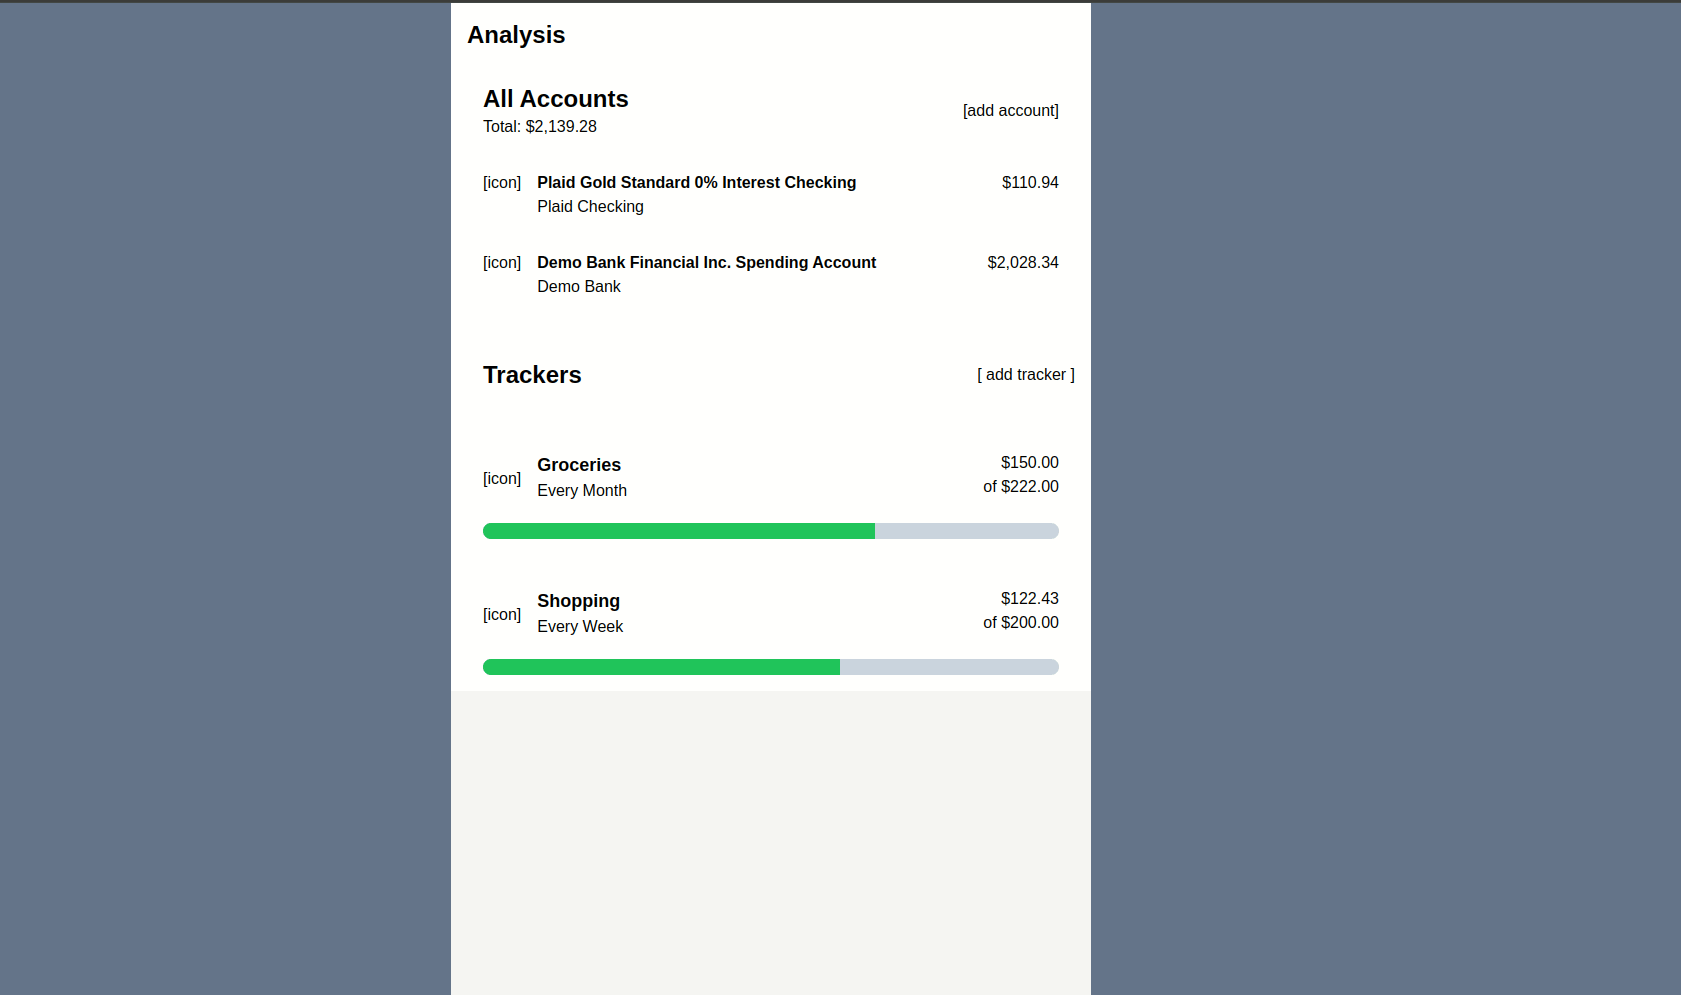 Analysis
All Accounts
Total: $2,139.28
[add account]
[icon] Plaid Gold Standard 0% Interest Checking $110.94
Plaid Checking
[icon] Demo Bank Financial Inc. Spending Account $2,028.34
Demo Bank
Trackers [ add tracker ]
[icon]
Groceries $150.00
Every Month of $222.00
[icon]
Shopping $122.43
Every Week of $200.00